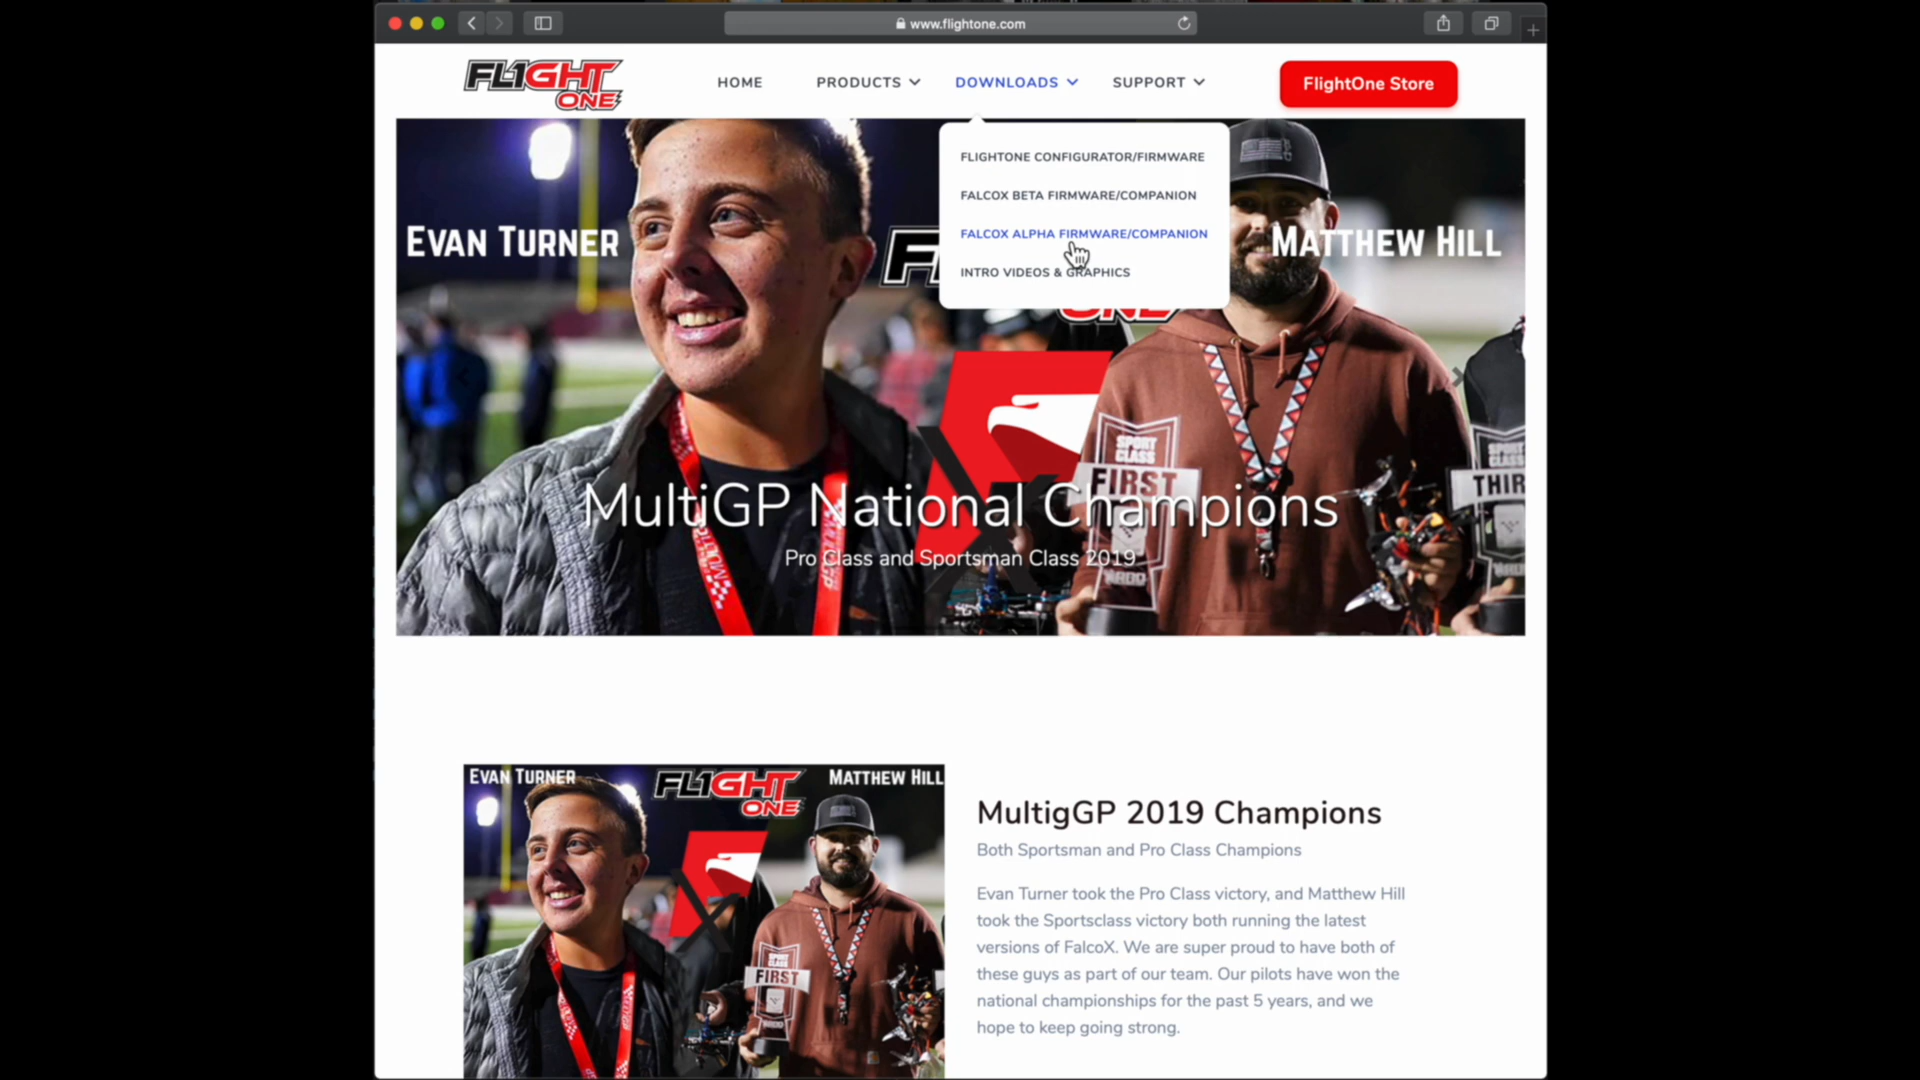 www.flightone.com
FLIGHT
ONE
HOME
PRODUCTS
DOWNLOADS
SUPPORT
FlightOne Store
FLIGHTONE CONFIGURATOR/FIRMWARE
FALCOX BETA FIRMWARE/COMPANION
FALCOX ALPHA FIRMWARE/COMPANION
INTRO VIDEOS & GRAPHICS
EVAN TURNER
MATTHEW HILL
SPORT
CLASS
FIRST
THIR
MultiGP National Champions
Pro Class and Sportsman Class 2019
EVAN TURNER
FLIGHT
ONE
MATTHEW HILL
FIRST
MultigGP 2019 Champions
Both Sportsman and Pro Class Champions
Evan Turner took the Pro Class victory, and Matthew Hill
took the Sportsclass victory both running the latest
versions of FalcoX. We are super proud to have both of
these guys as part of our team. Our pilots have won the
national championships for the past 5 years, and we
hope to keep going strong.